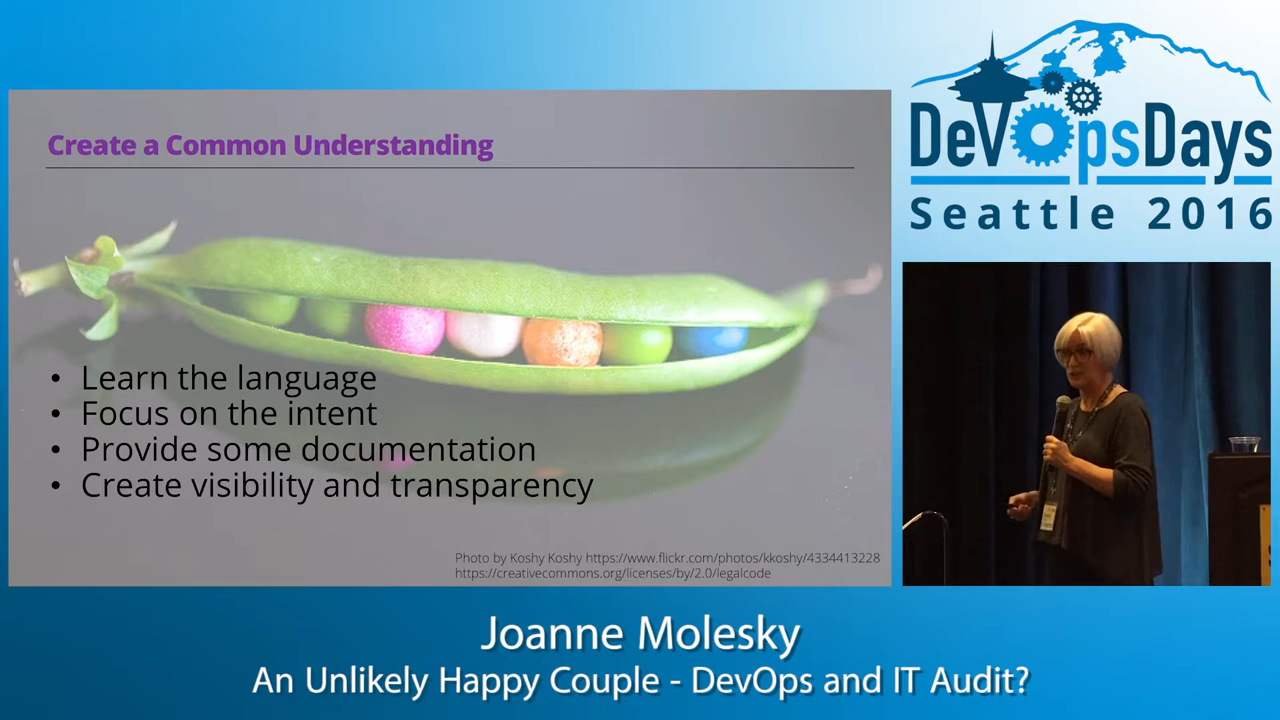 DevOpsDays
Seattle 2016
Create a Common Understanding
• Learn the language
• Focus on the intent
• Provide some documentation
• Create visibility and transparency
Photo by Koshy Koshy https://www.flickr.com/photos/kkoshy/4334413228
https://creativecommons.org/licenses/by/2.0/legalcode
Joanne Molesky
An Unlikely Happy Couple - DevOps and IT Audit?